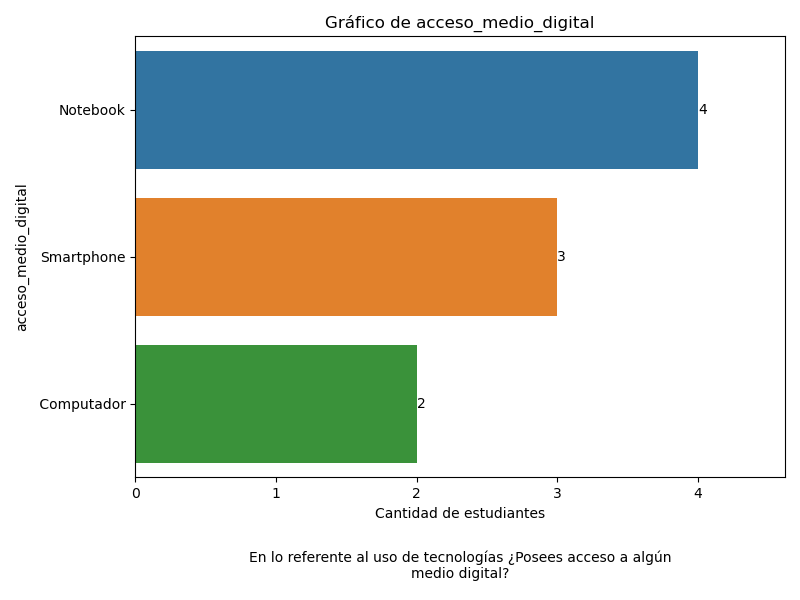 Gráfico de acceso_medio_digital
acceso_medio_digital
Notebook
4
Smartphone
3
Computador
2
0 1 2 3 4
Cantidad de estudiantes
En lo referente al uso de tecnologías ¿Posees acceso a algún
medio digital?